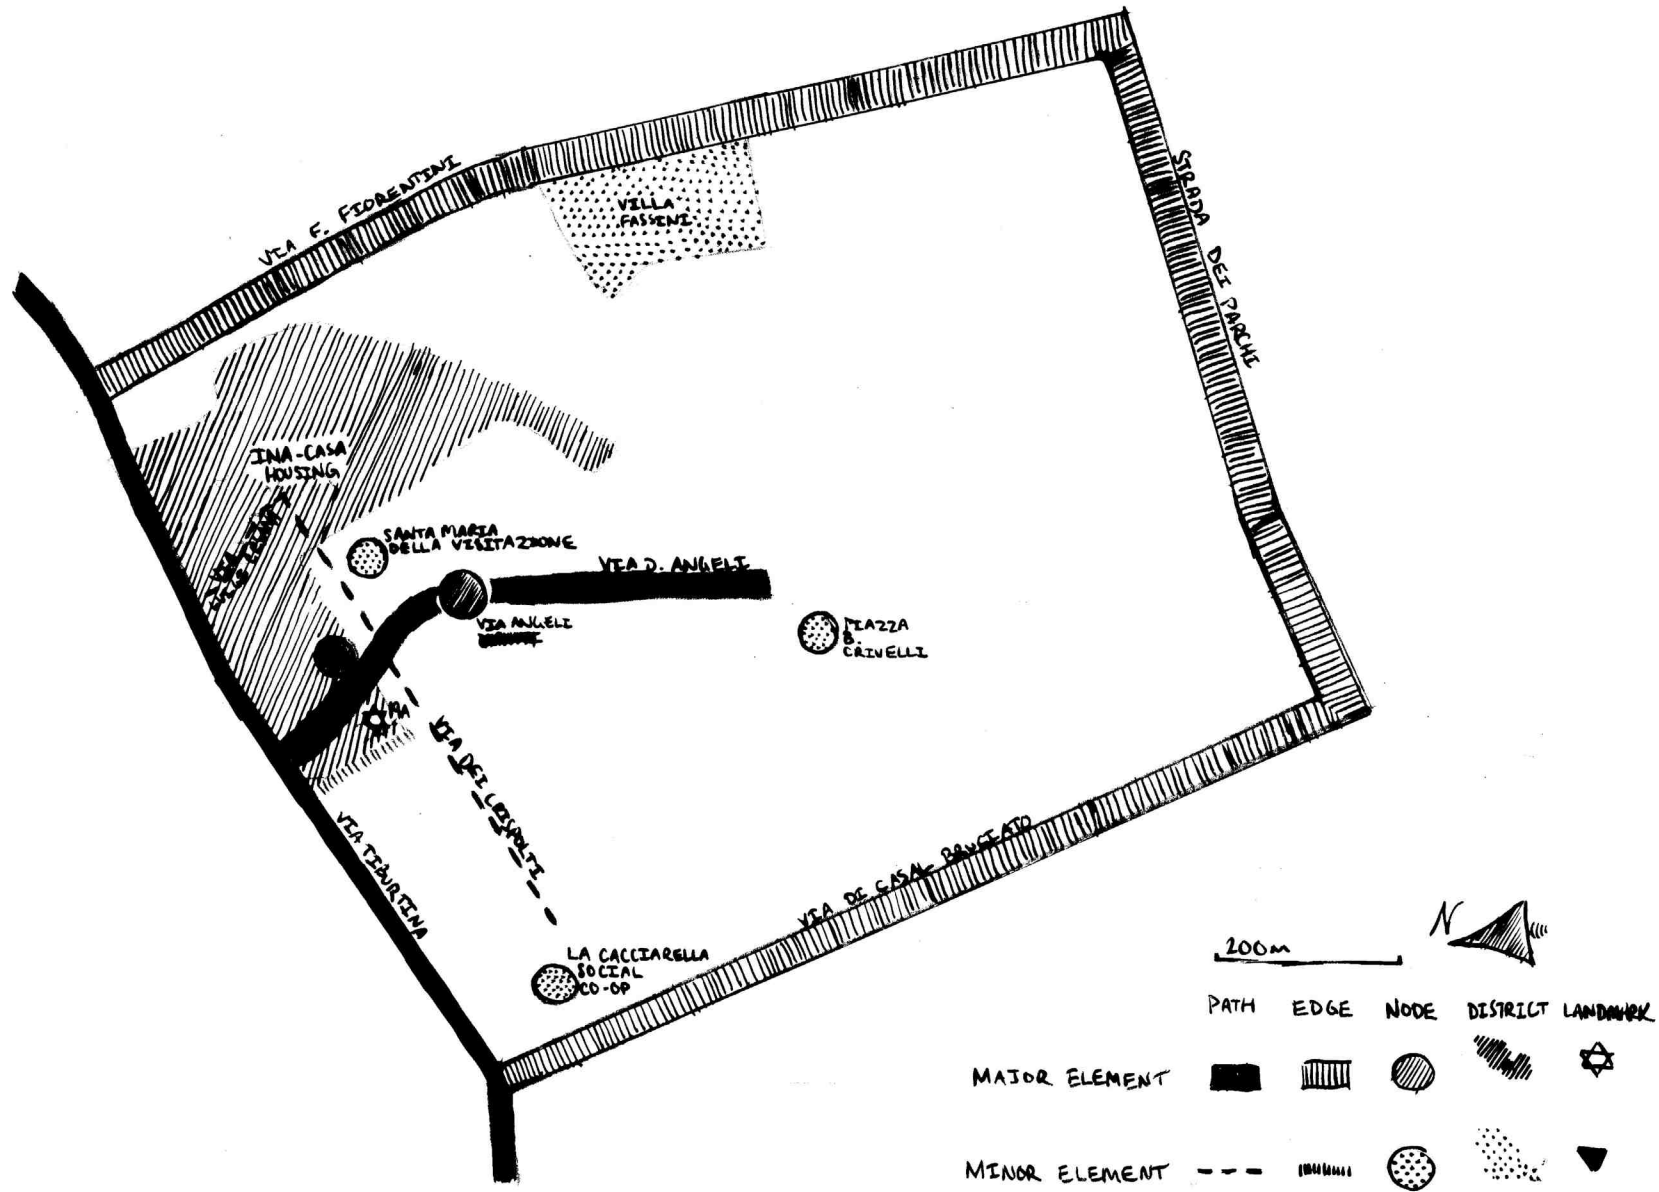 VIA F. FIORENTINI
STRADA DEI PARCHI
VILLA
FASSINI
INA-CASA
HOUSING
SANTA MARIA
DELLA VISITAZIONE
VIA D. ANGELI
VIA ANGELI
PIAZZA
B.
CRIVELLI
VIA
VIA DEI CRISPOLTI
VIA TIBURTINA
VIA DI CASAL BRUCIATO
LA CACCIARELLA
SOCIAL
CO-OP
N
200m
PATH EDGE NODE DISTRICT LANDMARK
MAJOR ELEMENT
MINOR ELEMENT